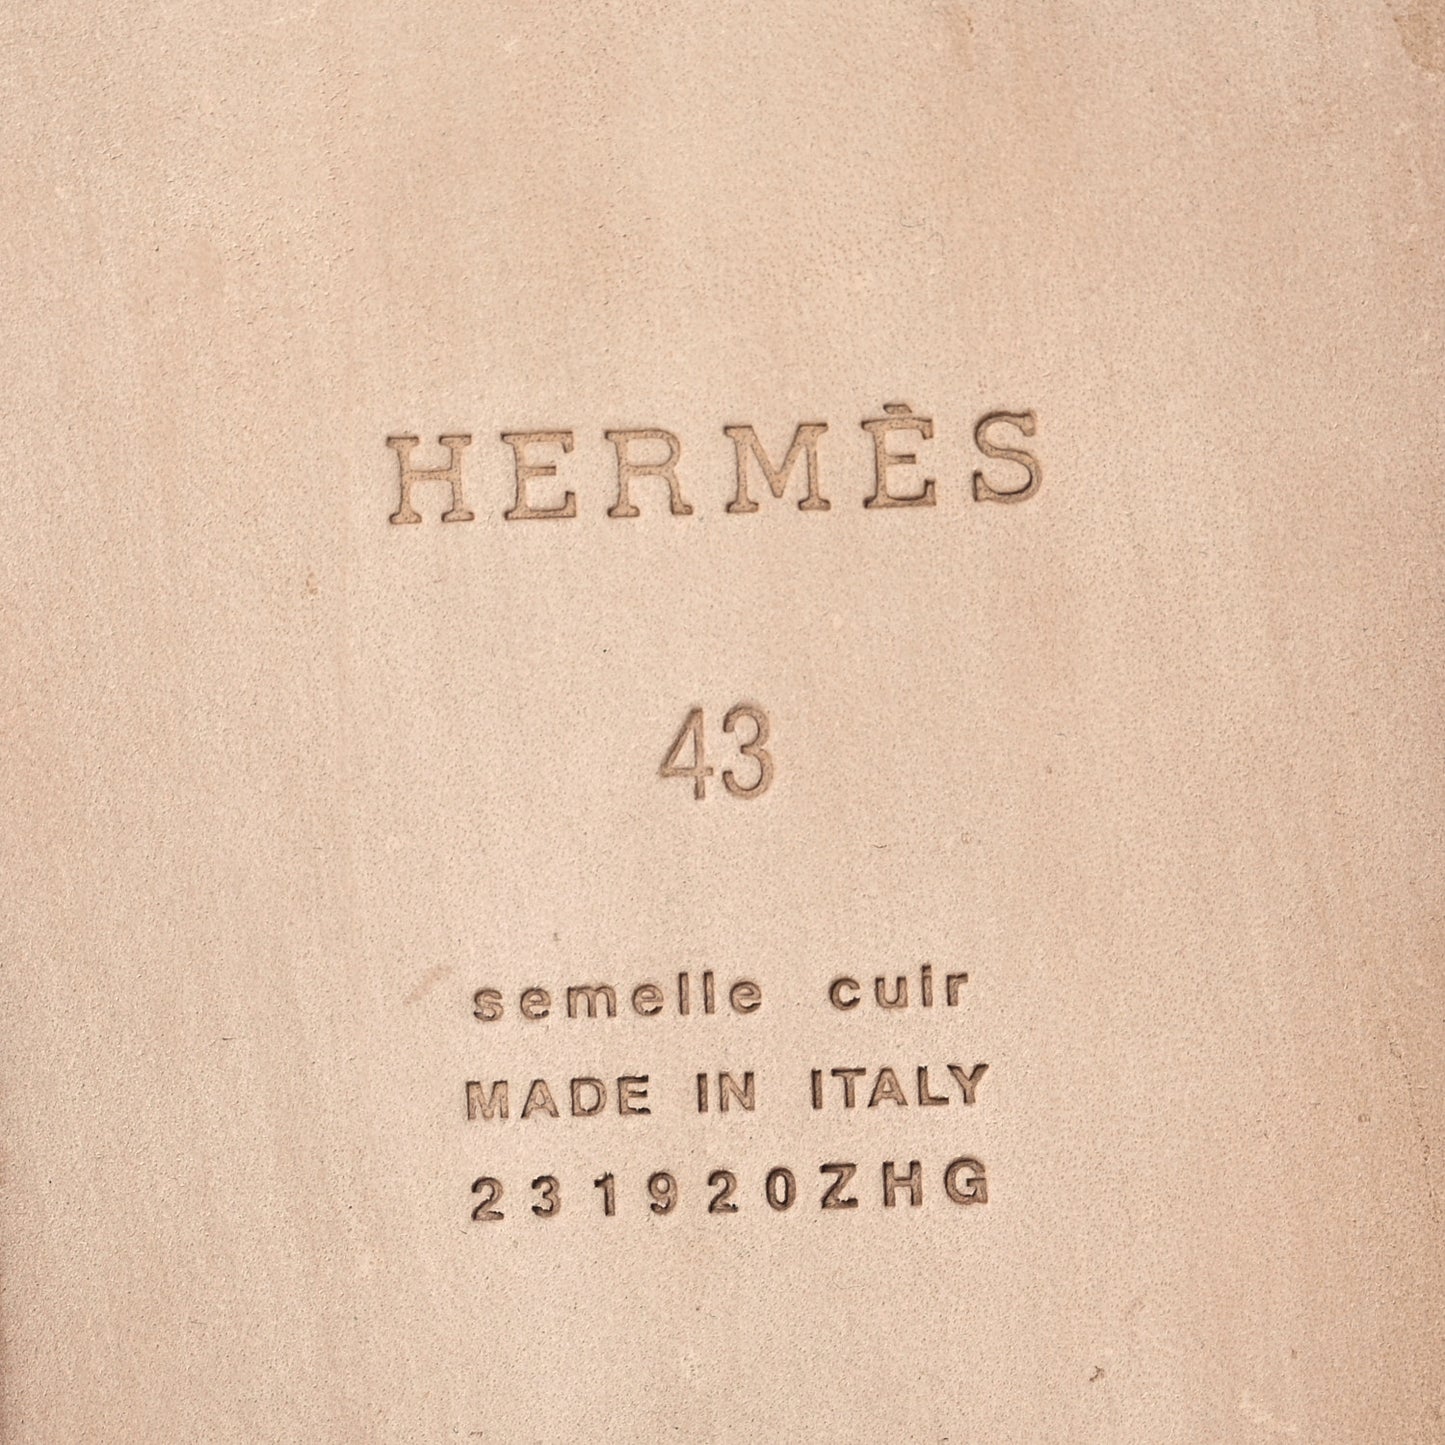 HERMÈS
43
semelle cuir
MADE IN ITALY
231920ZHG